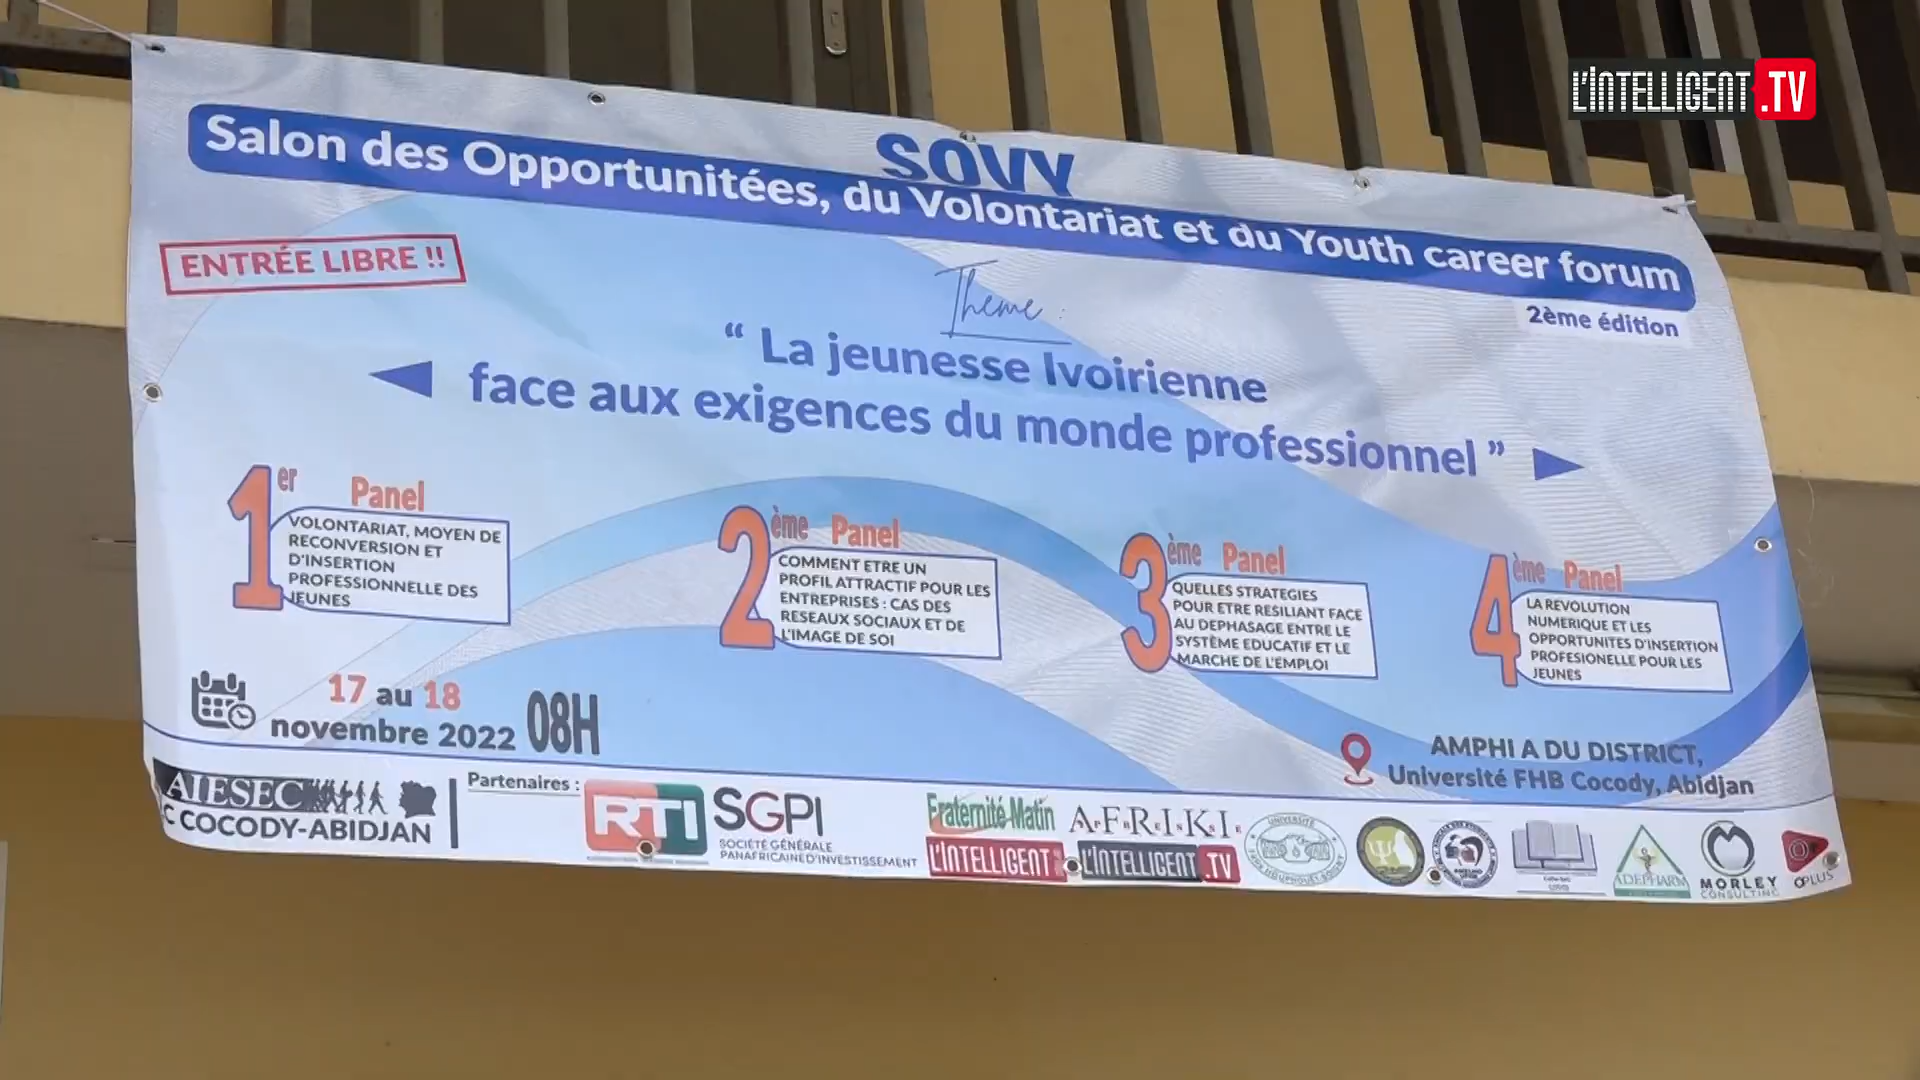 L'INTELLIGENT.TV
SOVY
Salon des Opportunitées, du Volontariat et du Youth career forum
ENTRÉE LIBRE !!
2ème édition
Theme :
“ La jeunesse Ivoirienne
face aux exigences du monde professionnel ”
1er Panel
VOLONTARIAT, MOYEN DE
RECONVERSION ET
D'INSERTION
PROFESSIONNELLE DES
JEUNES
2ème Panel
COMMENT ETRE UN
PROFIL ATTRACTIF POUR LES
ENTREPRISES : CAS DES
RESEAUX SOCIAUX ET DE
L'IMAGE DE SOI
3ème Panel
QUELLES STRATEGIES
POUR ETRE RESILIANT FACE
AU DEPHASAGE ENTRE LE
SYSTÈME EDUCATIF ET LE
MARCHE DE L'EMPLOI
4ème Panel
LA REVOLUTION
NUMERIQUE ET LES
OPPORTUNITES D'INSERTION
PROFESIONELLE POUR LES
JEUNES
17 au 18
novembre 2022 08H
AMPHI A DU DISTRICT,
Université FHB Cocody, Abidjan
AIESEC
C COCODY-ABIDJAN
Partenaires :
RTI
SGPI
SOCIÉTÉ GÉNÉRALE
PANAFRICAINE D'INVESTISSEMENT
Fraternité Matin
AFRIKI
PRESSE
L'INTELLIGENT
L'INTELLIGENT.TV
UNIVERSITÉ
ADEPHARM
MORLEY
CONSULTING
OPLUS